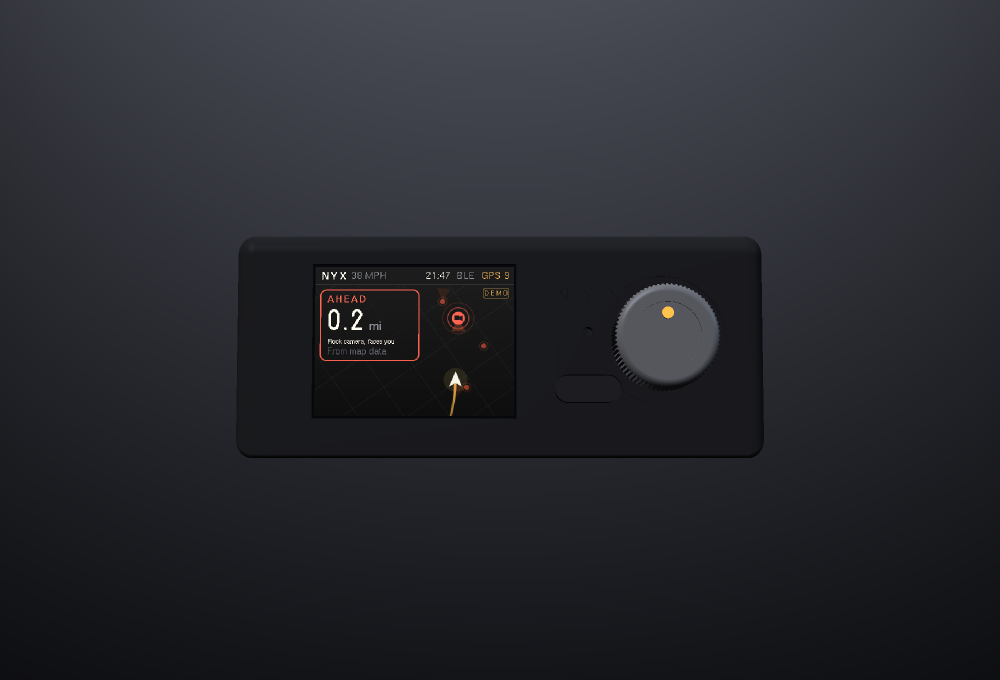 NYX 38 MPH 21:47 BLE GPS 9
DEMO
AHEAD
0.2 mi
Flock camera, faces you
From map data